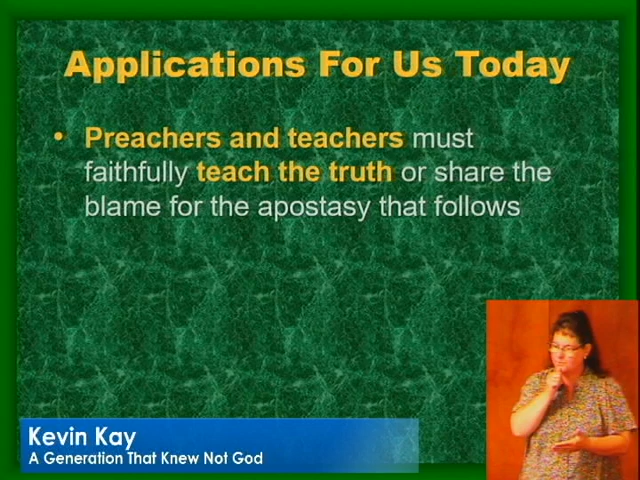 Applications For Us Today
• Preachers and teachers must
faithfully teach the truth or share the
blame for the apostasy that follows
Kevin Kay
A Generation That Knew Not God